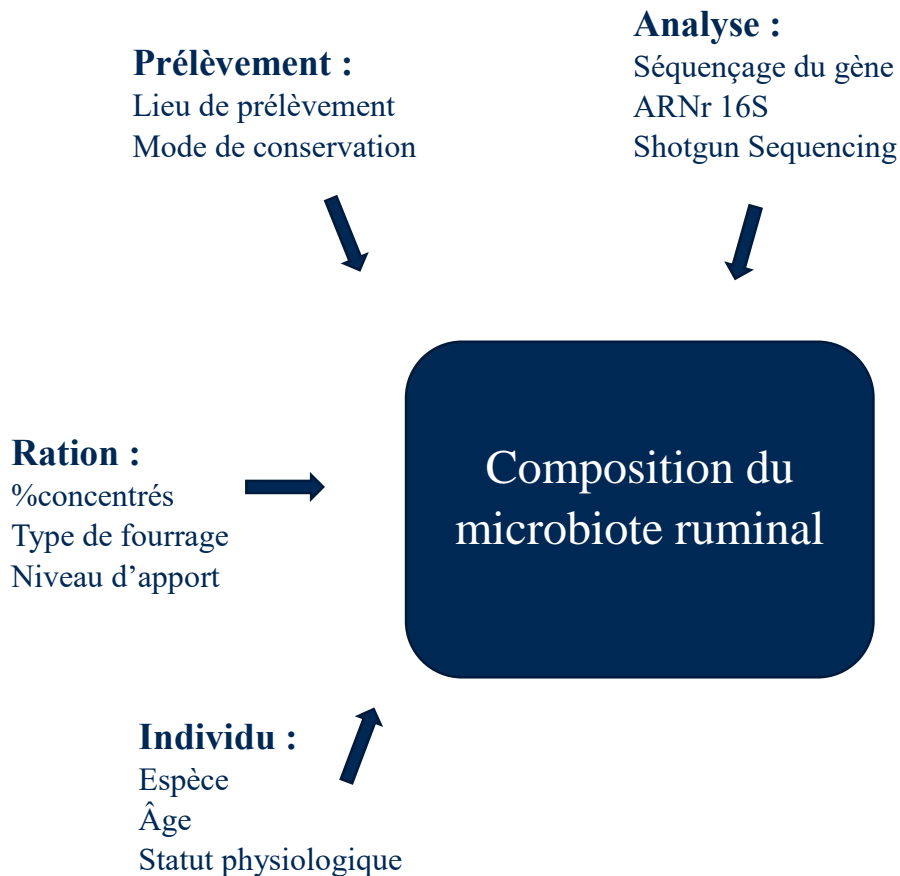 Prélèvement :
Lieu de prélèvement
Mode de conservation
Analyse :
Séquençage du gène
ARNr 16S
Shotgun Sequencing
Ration :
%concentrés
Type de fourrage
Niveau d’apport
Composition du
microbiote ruminal
Individu :
Espèce
Âge
Statut physiologique